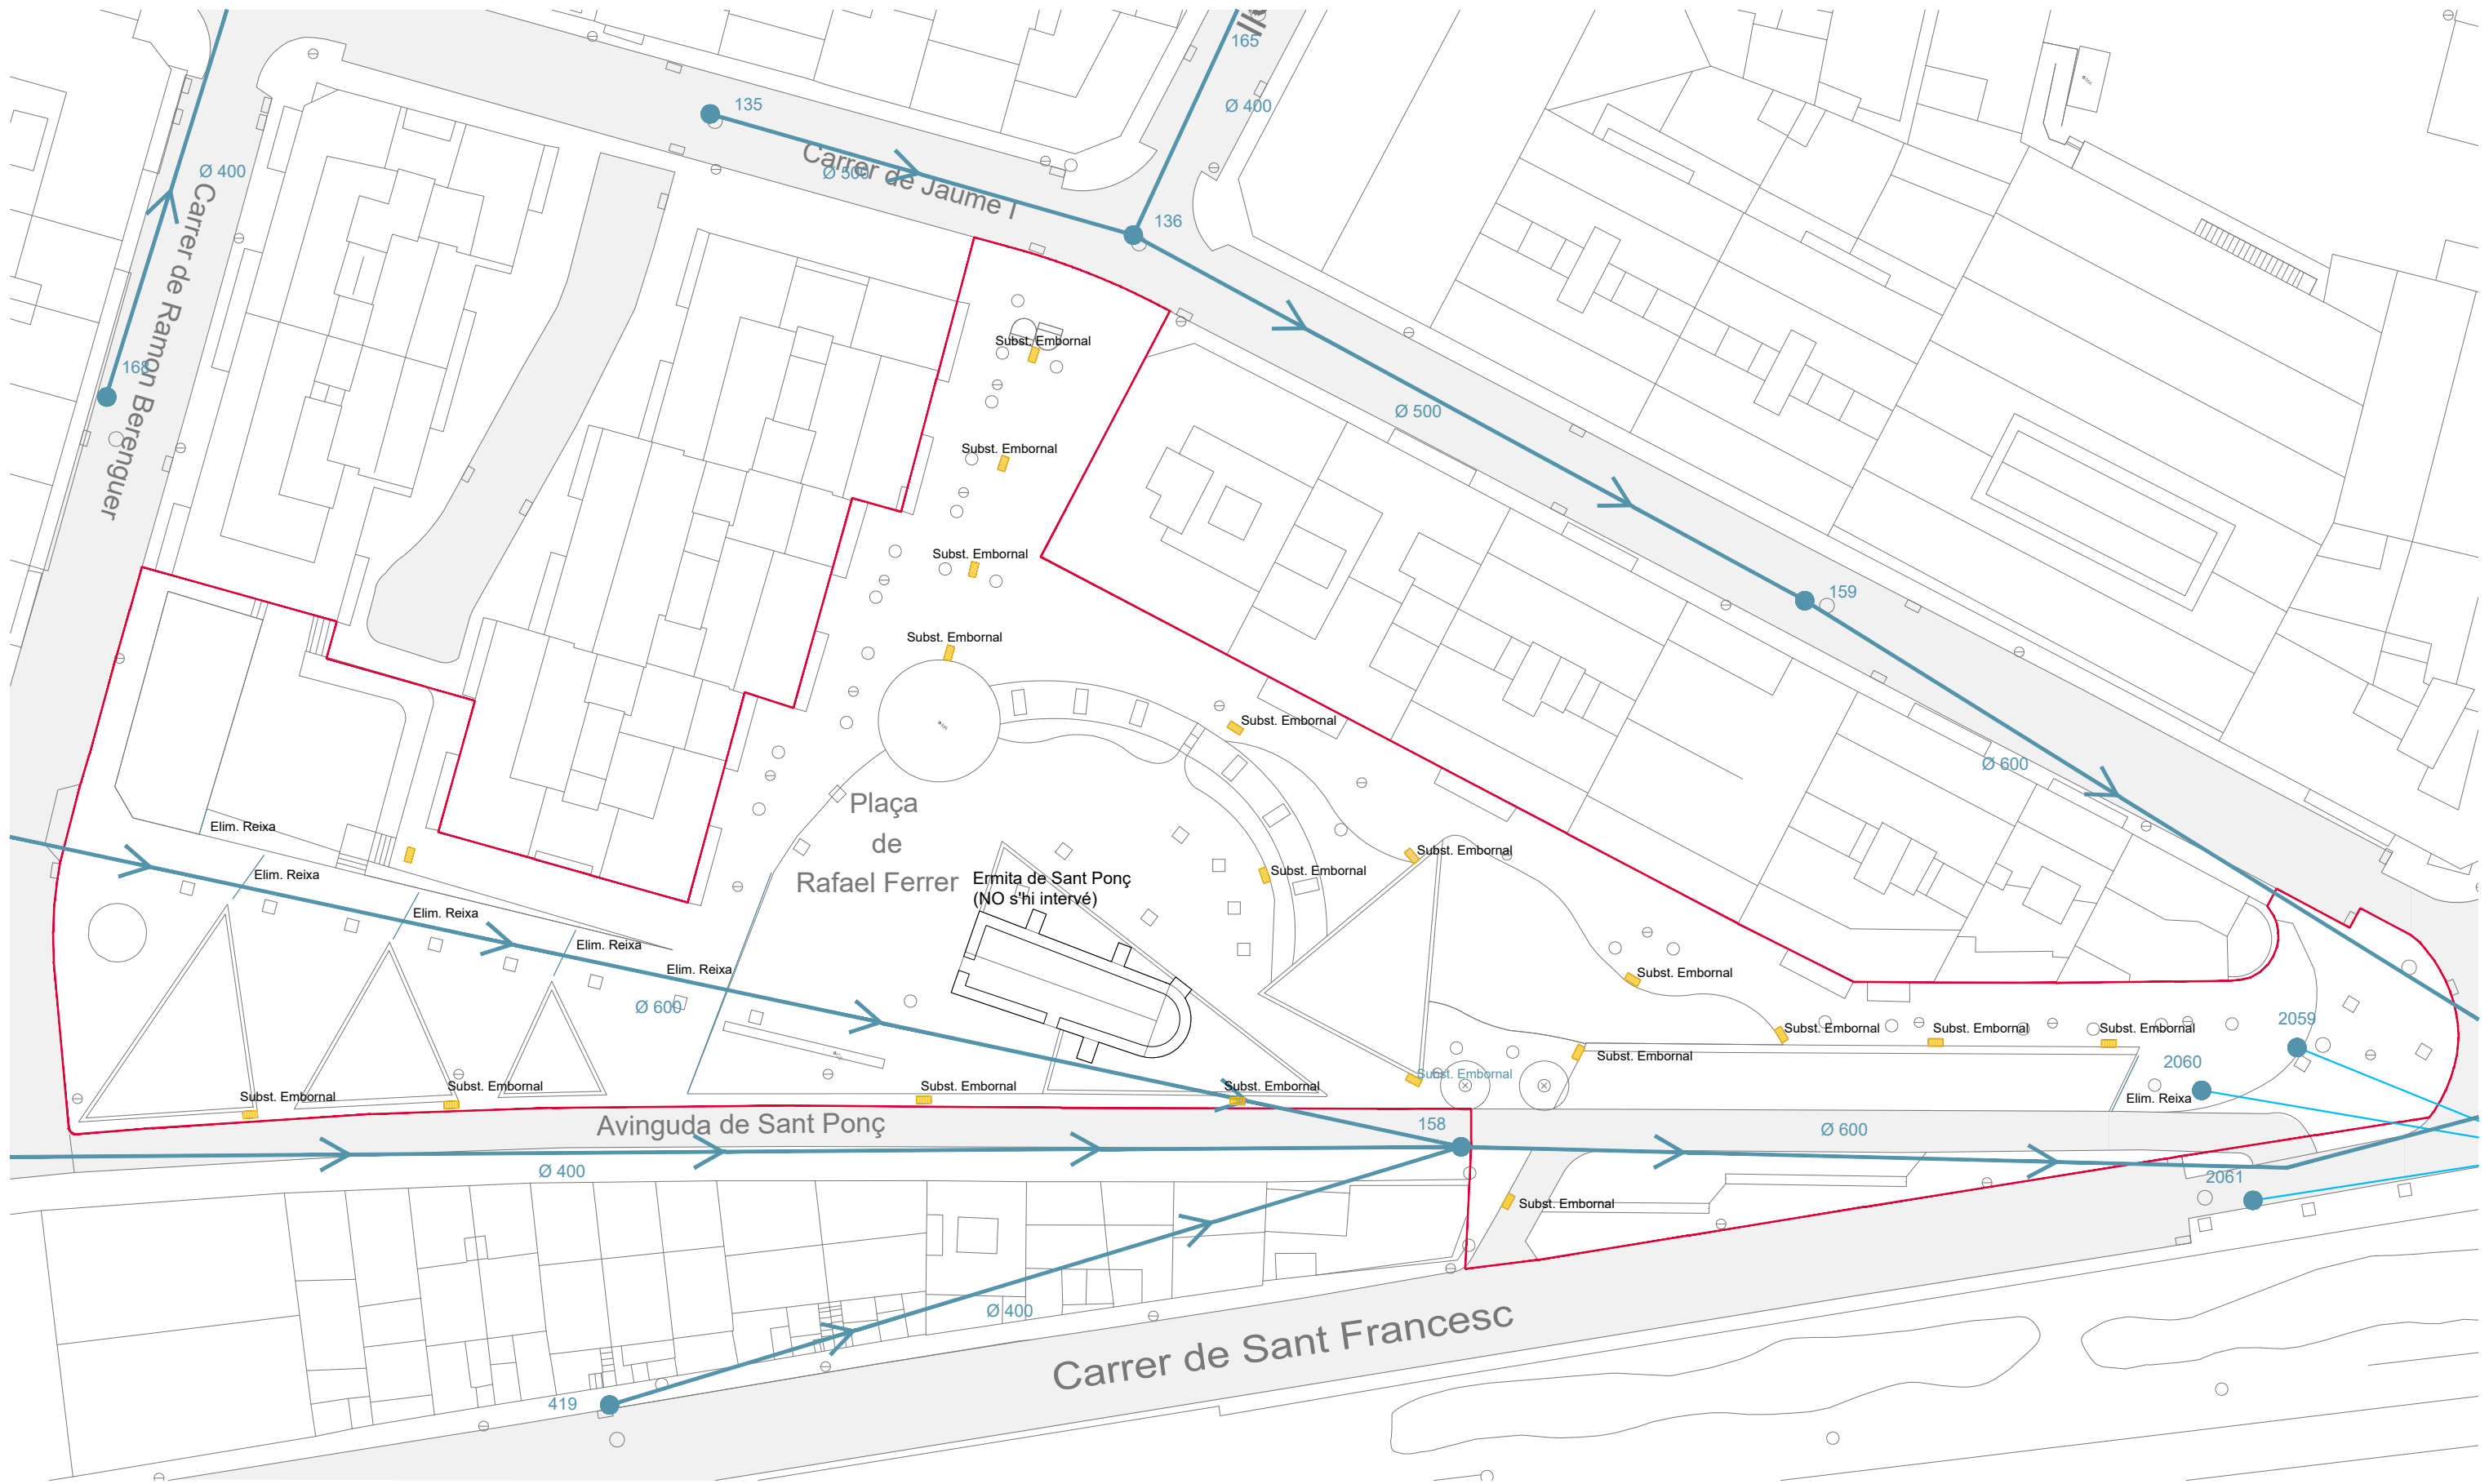 165
135
Ø 400
Carrer de Jaume I
Ø 500
Ø 400
Carrer de Ramon Berenguer
136
Subst. Embornal
168
Ø 500
Subst. Embornal
Subst. Embornal
159
Subst. Embornal
Subst. Embornal
Ø 600
Plaça
de
Rafael Ferrer
Elim. Reixa
Subst. Embornal
Elim. Reixa
Subst. Embornal
Ermita de Sant Ponç
(NO s'hi intervé)
Elim. Reixa
Elim. Reixa
Elim. Reixa
Subst. Embornal
Ø 600
2059
Subst. Embornal
Subst. Embornal
Subst. Embornal
Subst. Embornal
2060
Subst. Embornal
Subst. Embornal
Subst. Embornal
Subst. Embornal
Subst. Embornal
Elim. Reixa
Avinguda de Sant Ponç
158
Ø 600
Ø 400
2061
Subst. Embornal
Ø 400
Carrer de Sant Francesc
419